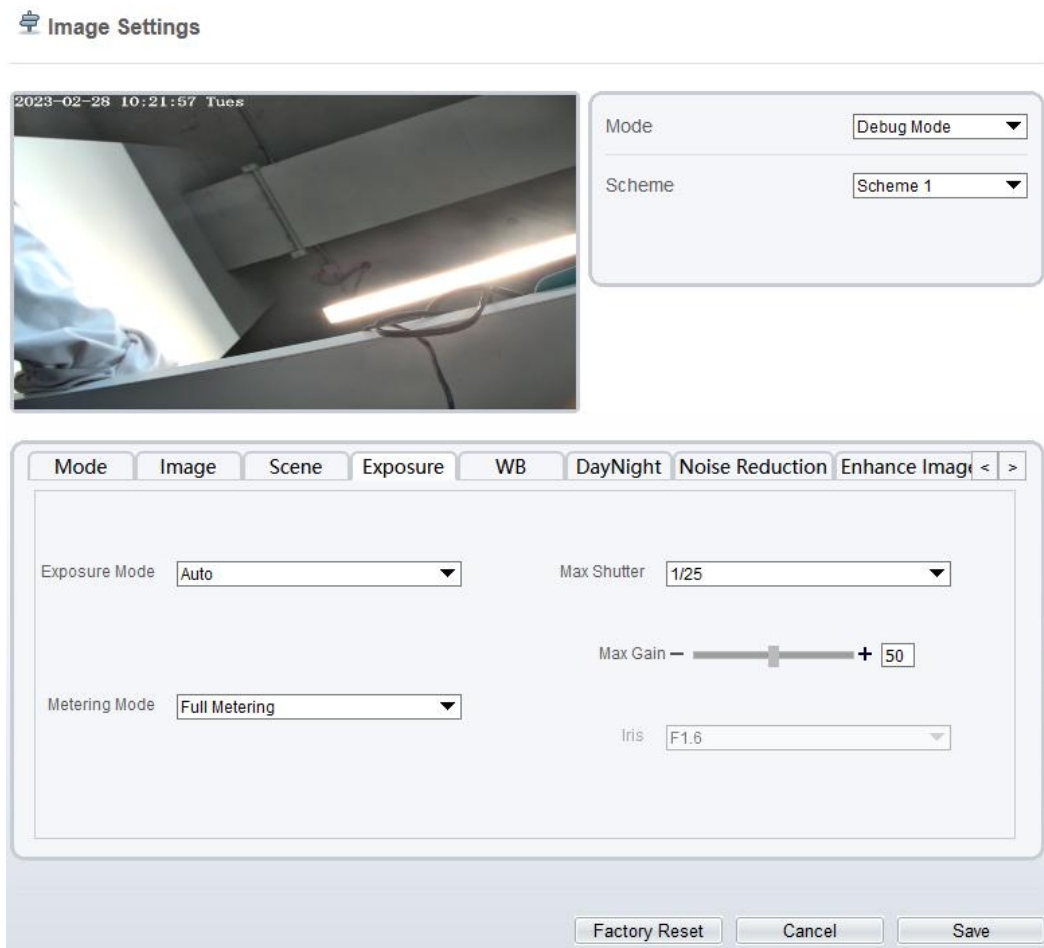 Image Settings
2023-02-28 10:21:57 Tues
Mode Debug Mode
Scheme Scheme 1
Mode Image Scene Exposure WB DayNight Noise Reduction Enhance Image < >
Exposure Mode Auto Max Shutter 1/25
Max Gain − + 50
Metering Mode Full Metering
Iris F1.6
Factory Reset Cancel Save